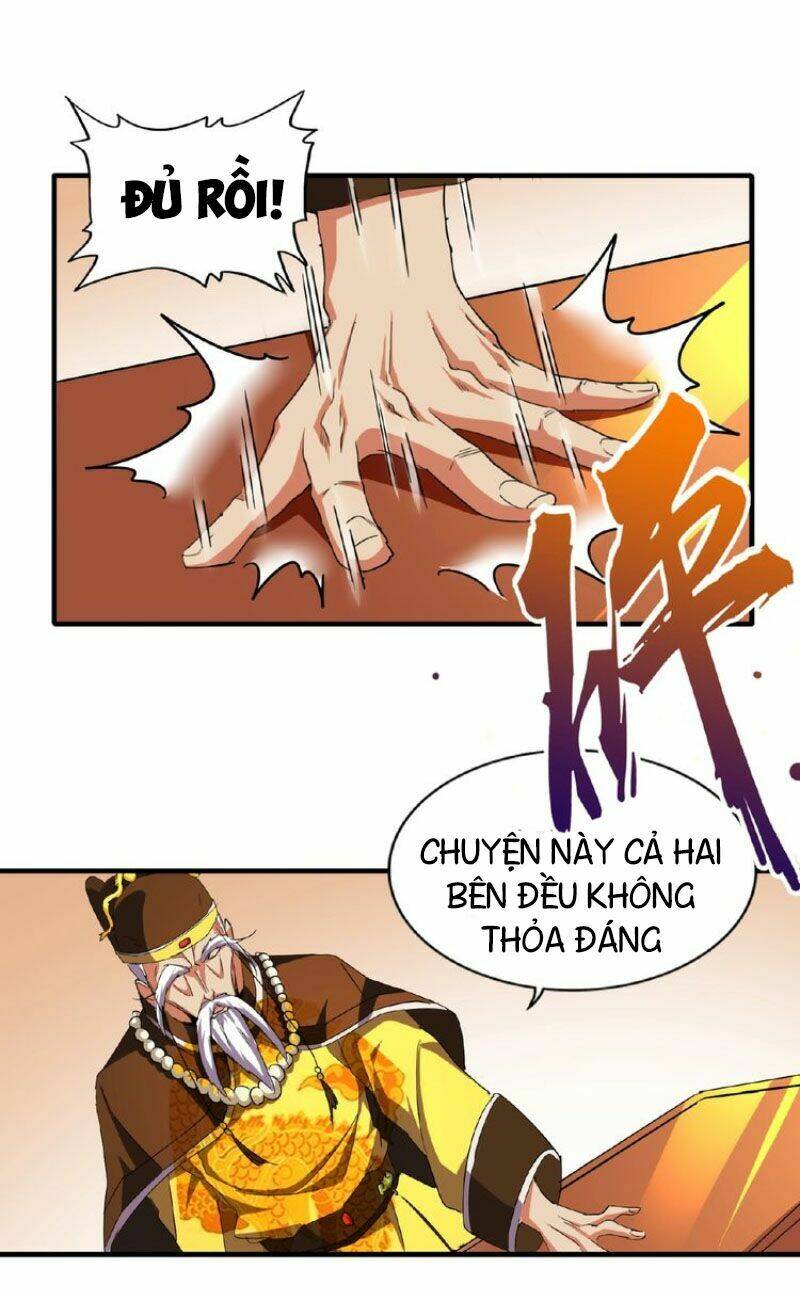 ĐỦ RỒI!
CHUYỆN NÀY CẢ HAI
BÊN ĐỀU KHÔNG
THỎA ĐÁNG